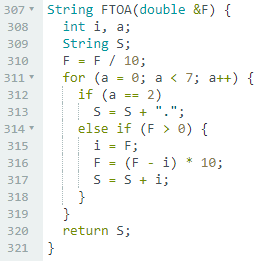 307 String FTOA(double &F) {
308 int i, a;
309 String S;
310 F = F / 10;
311 for (a = 0; a < 7; a++) {
312 if (a == 2)
313 S = S + ".";
314 else if (F > 0) {
315 i = F;
316 F = (F - i) * 10;
317 S = S + i;
318 }
319 }
320 return S;
321 }